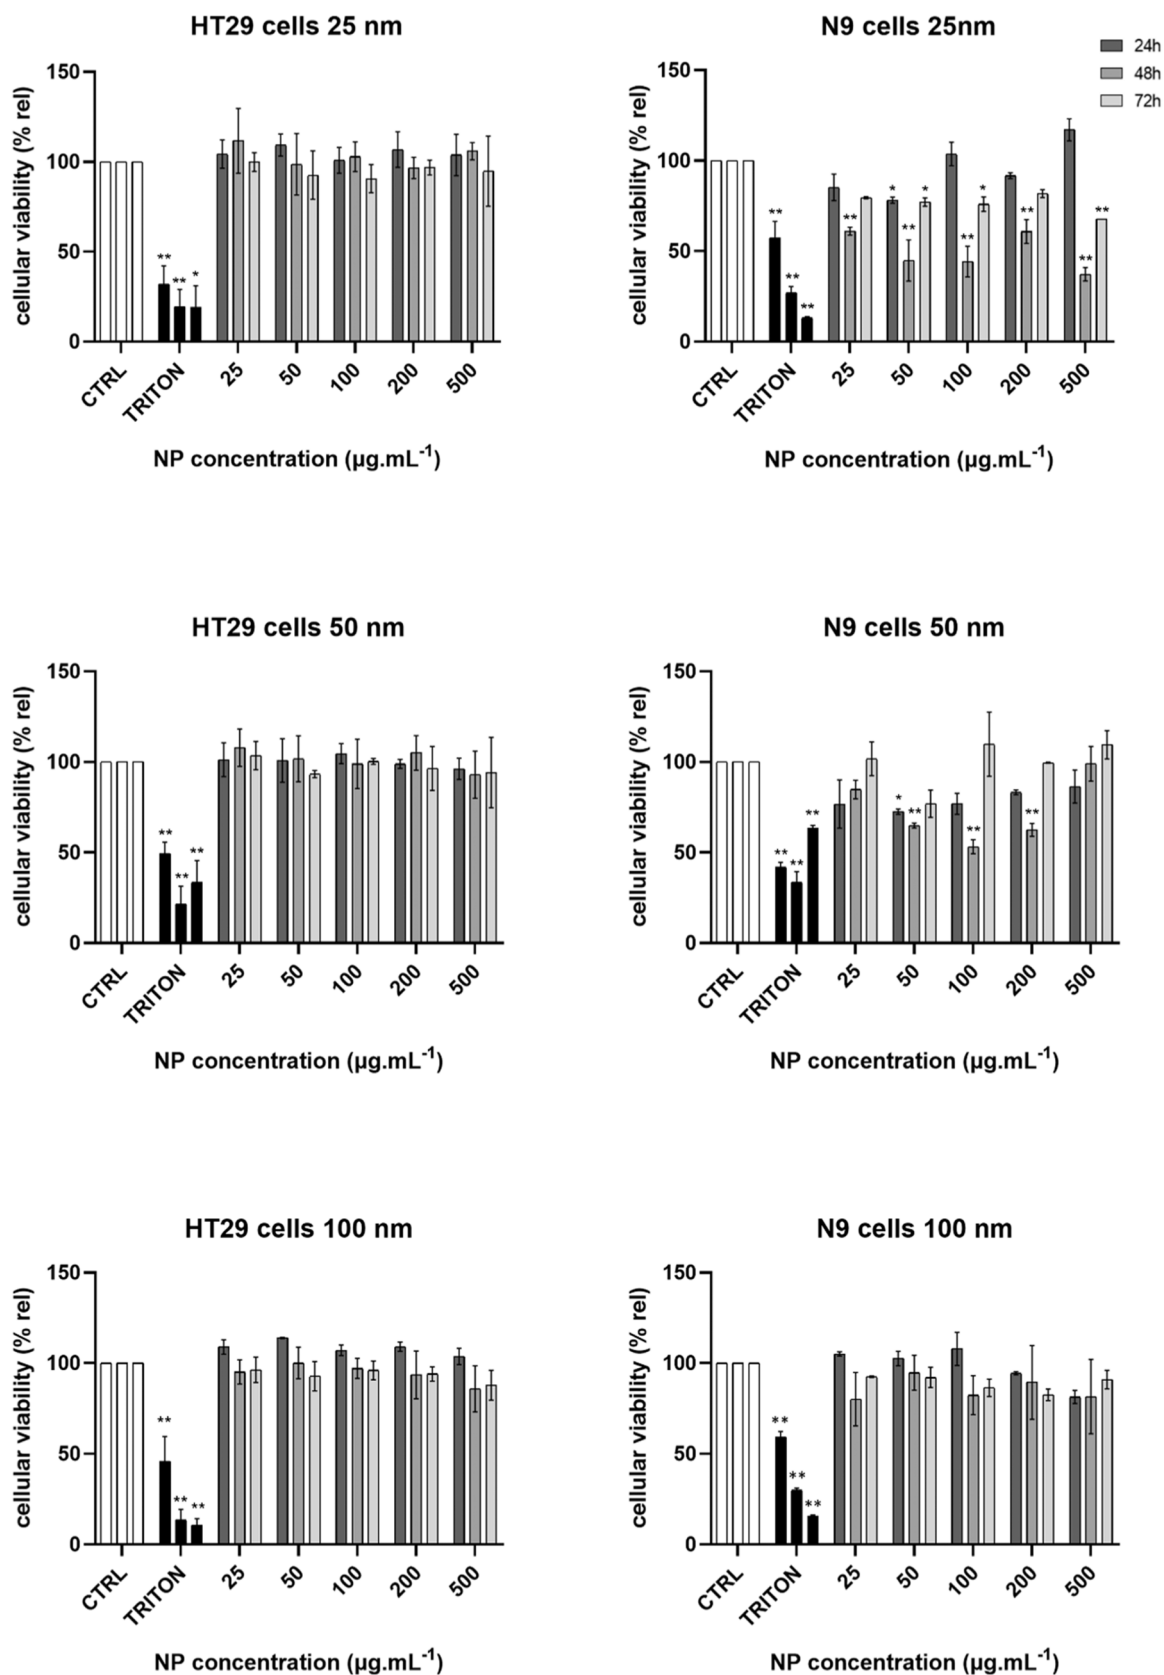 HT29 cells 25 nm
cellular viability (% rel)
150
100
50
0
** ** *
CTRL TRITON 25 50 100 200 500
NP concentration (µg.mL-1)
N9 cells 25nm
24h
48h
72h
cellular viability (% rel)
150
100
50
0
** ** ** ** * ** * ** * ** ** **
CTRL TRITON 25 50 100 200 500
NP concentration (µg.mL-1)
HT29 cells 50 nm
cellular viability (% rel)
150
100
50
0
** ** **
CTRL TRITON 25 50 100 200 500
NP concentration (µg.mL-1)
N9 cells 50 nm
cellular viability (% rel)
150
100
50
0
** ** ** * ** ** **
CTRL TRITON 25 50 100 200 500
NP concentration (µg.mL-1)
HT29 cells 100 nm
cellular viability (% rel)
150
100
50
0
** ** **
CTRL TRITON 25 50 100 200 500
NP concentration (µg.mL-1)
N9 cells 100 nm
cellular viability (% rel)
150
100
50
0
** ** **
CTRL TRITON 25 50 100 200 500
NP concentration (µg.mL-1)